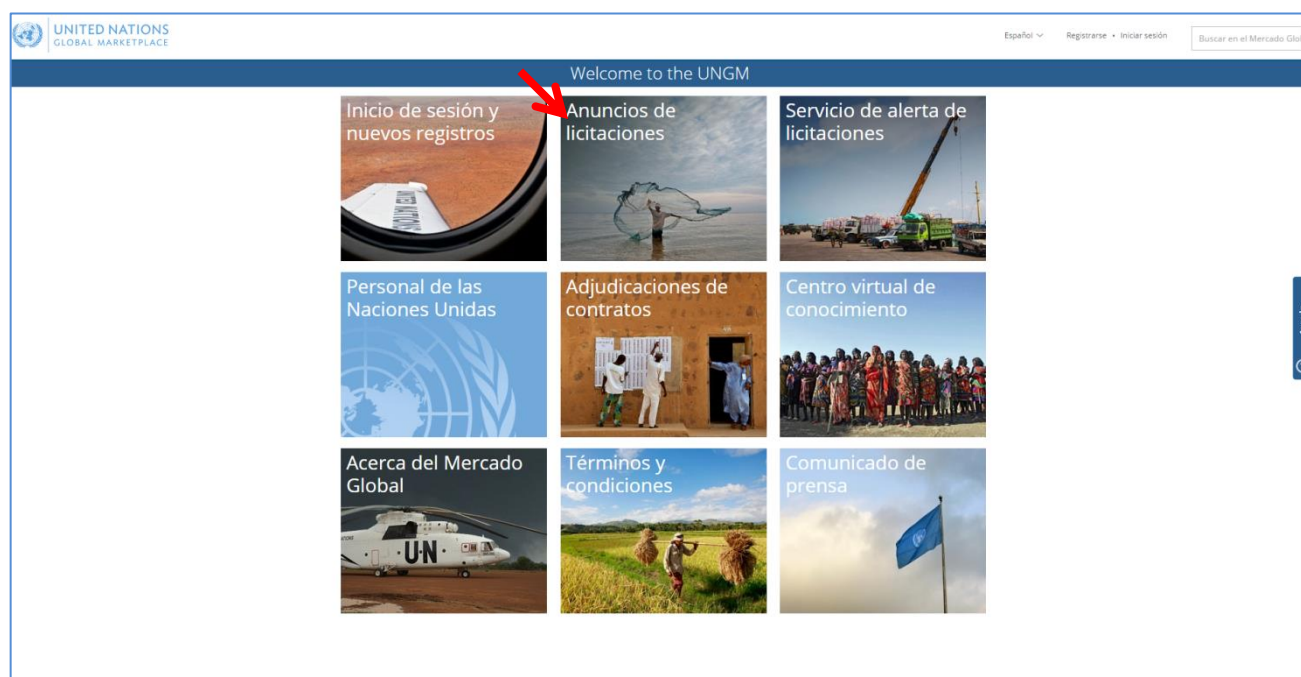 UNITED NATIONS
GLOBAL MARKETPLACE
Español
Registrarse • Iniciar sesión
Buscar en el Mercado
Welcome to the UNGM
Inicio de sesión y
nuevos registros
Anuncios de
licitaciones
Servicio de alerta de
licitaciones
UNITED NATIONS
Personal de las
Naciones Unidas
Adjudicaciones de
contratos
Centro virtual de
conocimiento
Acerca del Mercado
Global
Términos y
condiciones
Comunicado de
prensa
UN